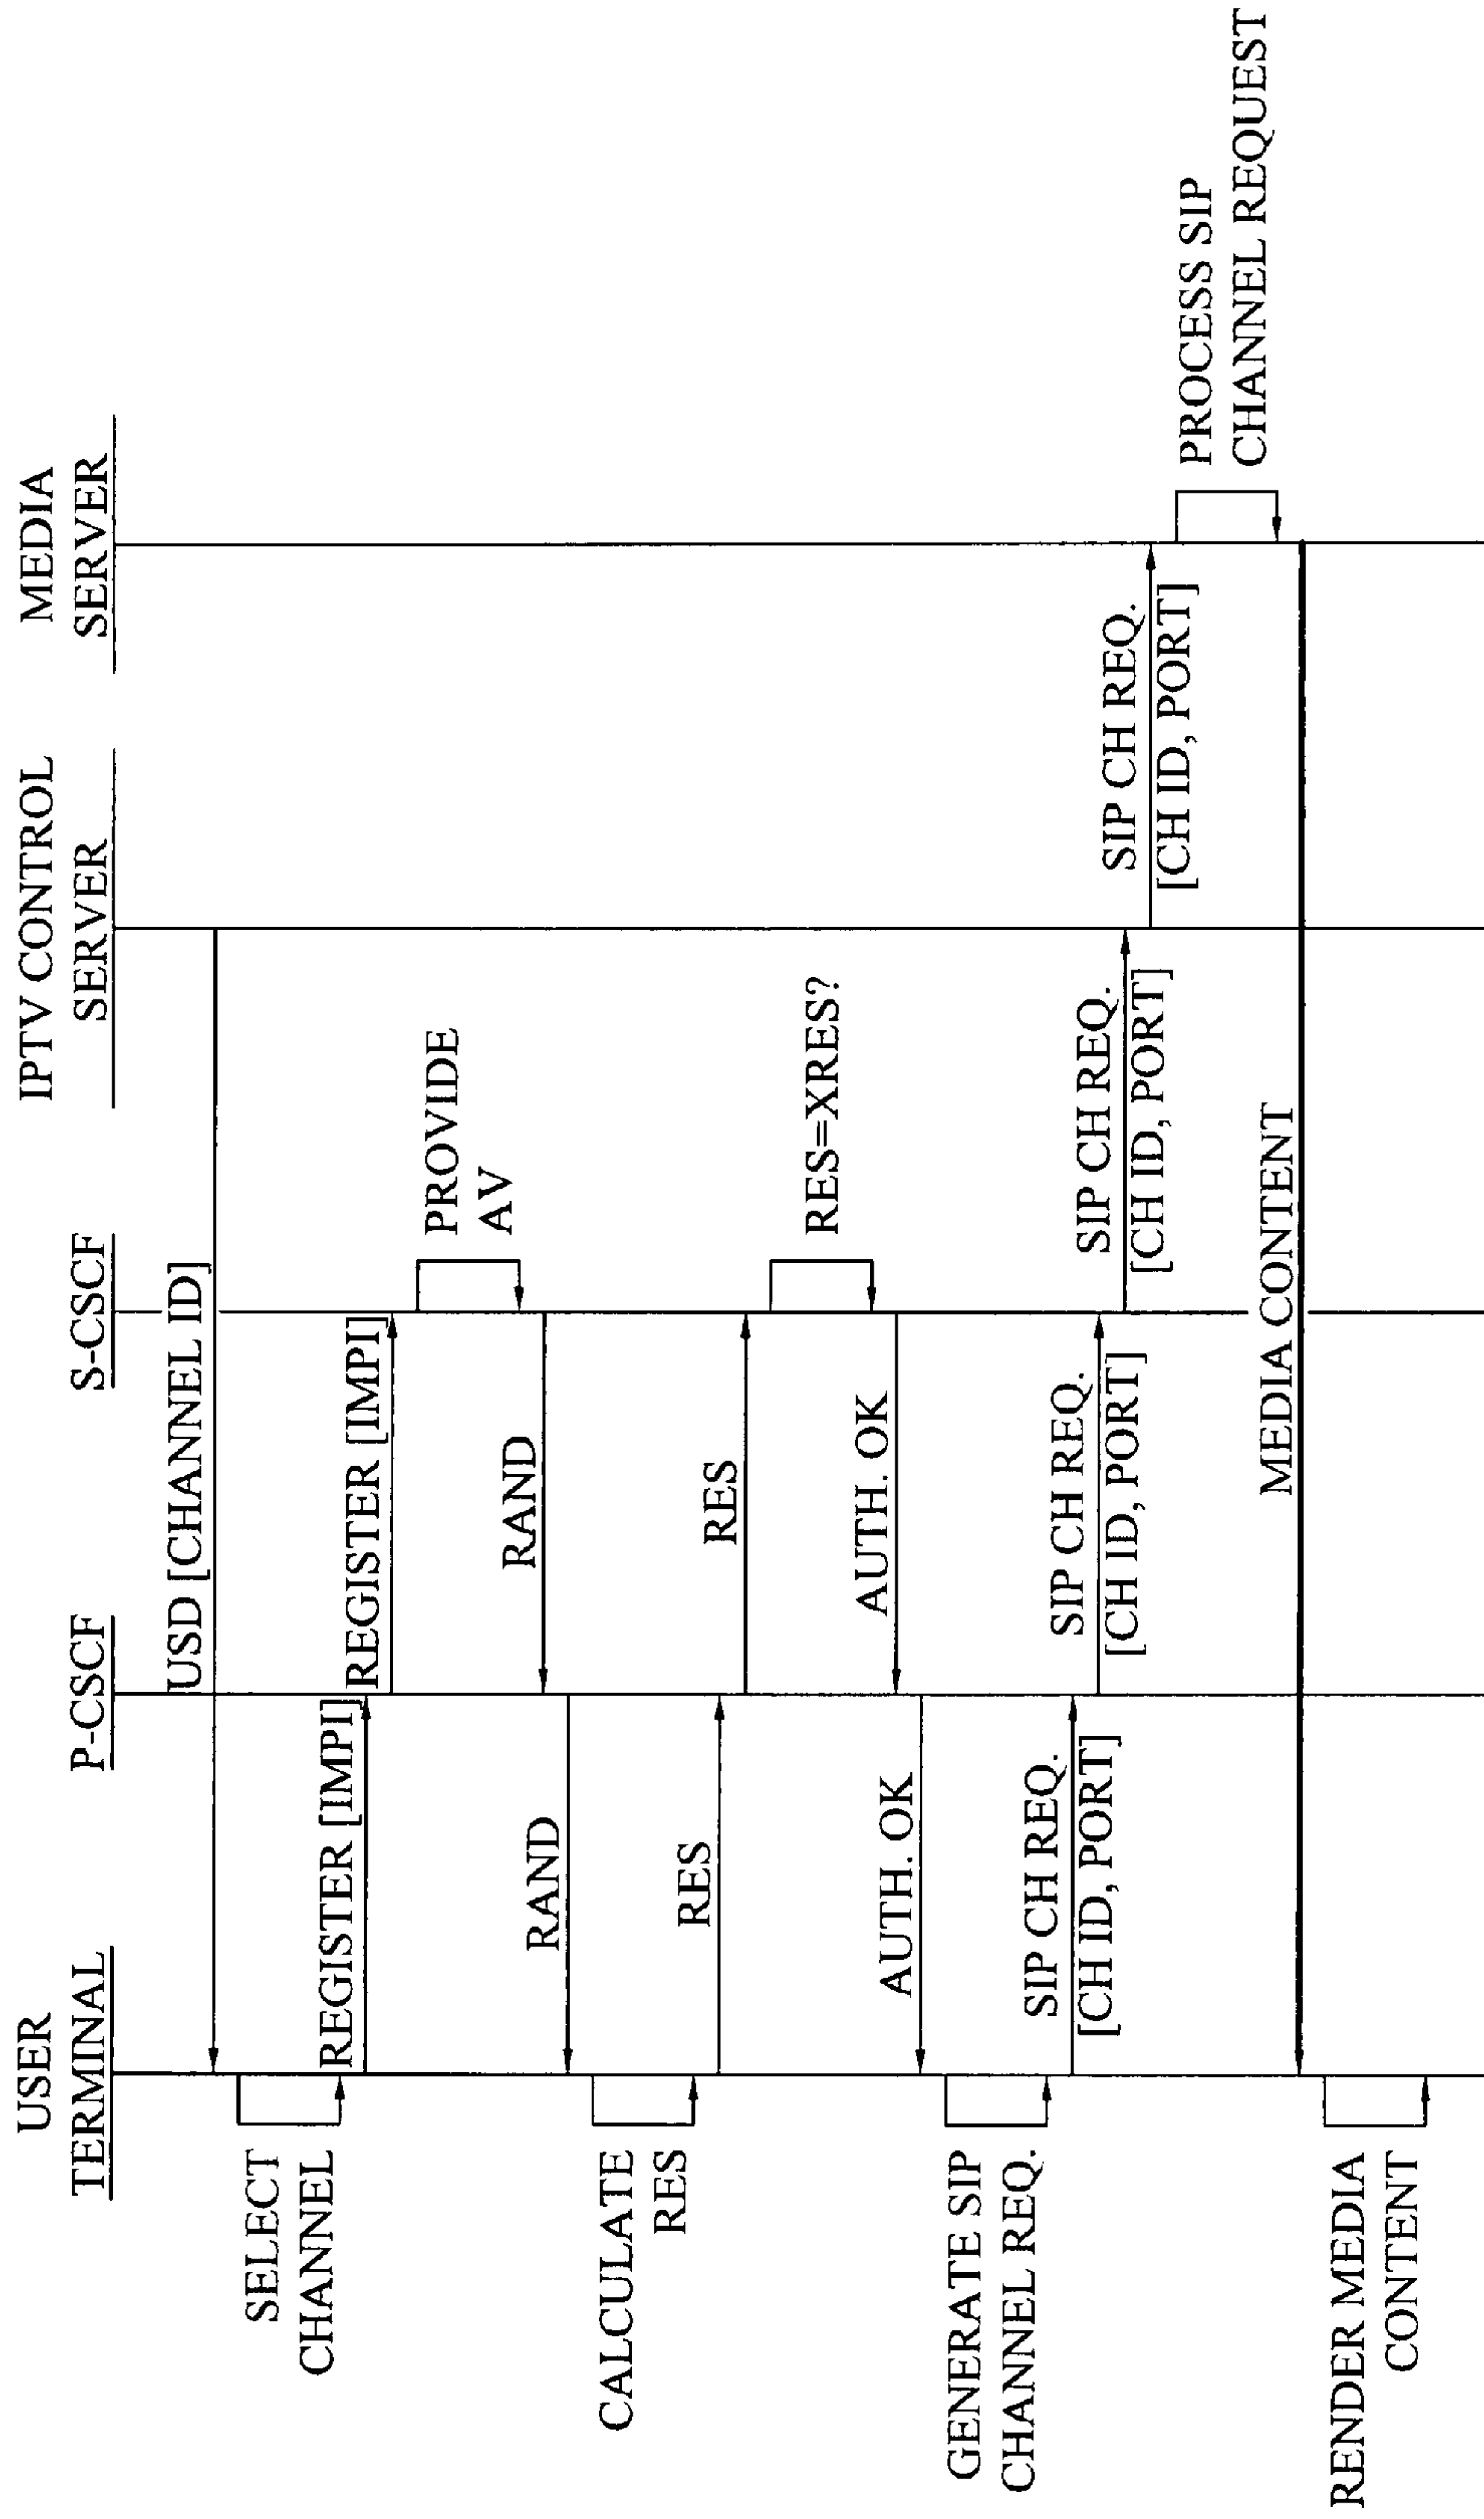 USER
TERMINAL
P-CSCF
S-CSCF
IPTV CONTROL
SERVER
MEDIA
SERVER
USD [CHANNEL ID]
SELECT
CHANNEL
REGISTER [IMPI]
REGISTER [IMPI]
PROVIDE
AV
RAND
RAND
CALCULATE
RES
RES
RES
RES=XRES?
AUTH. OK
AUTH. OK
GENERATE SIP
CHANNEL REQ.
SIP CH REQ.
[CH ID, PORT]
SIP CH REQ.
[CH ID, PORT]
SIP CH REQ.
[CH ID, PORT]
SIP CH REQ.
[CH ID, PORT]
PROCESS SIP
CHANNEL REQUEST
MEDIA CONTENT
RENDER MEDIA
CONTENT